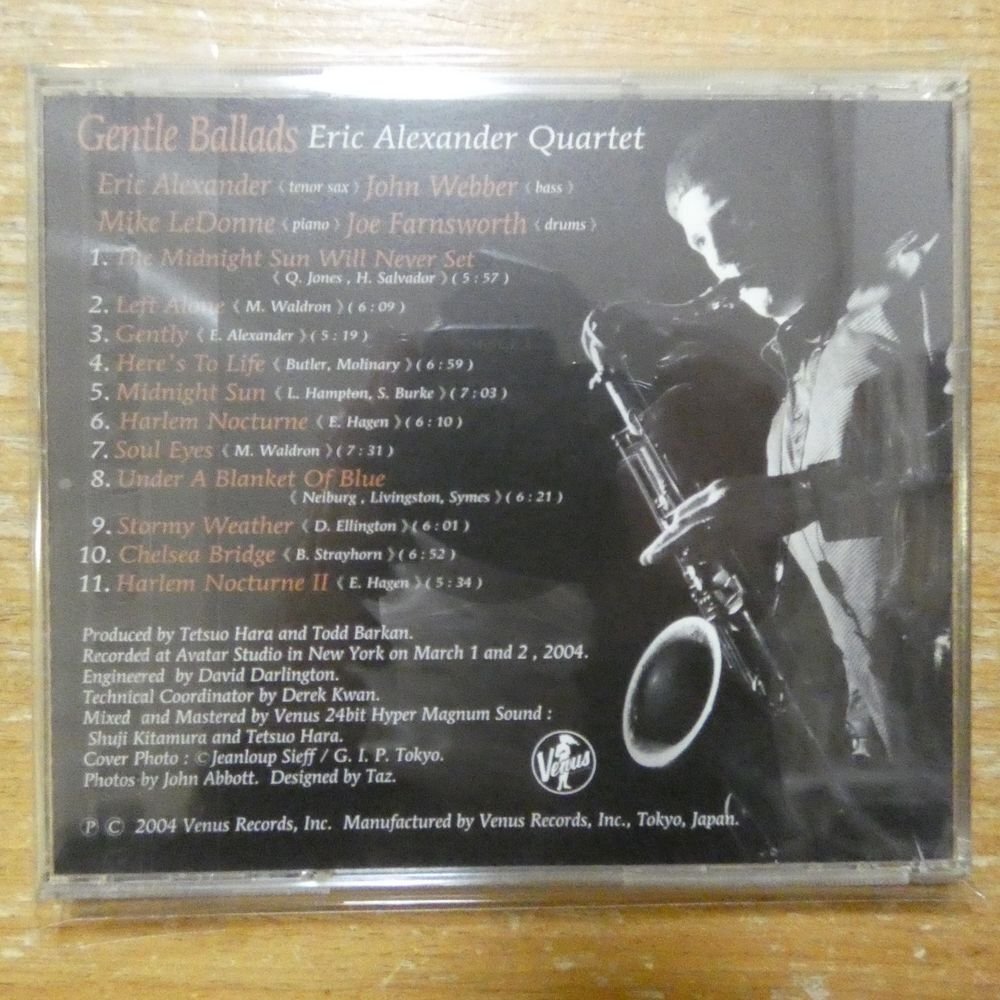 Gentle Ballads Eric Alexander Quartet
Eric Alexander《 tenor sax 》John Webber《 bass 》
Mike LeDonne《 piano 》Joe Farnsworth《 drums 》
1. The Midnight Sun Will Never Set
《 Q. Jones , H. Salvador 》( 5 : 57 )
2. Left Alone《 M. Waldron 》( 6 : 09 )
3. Gently《 E. Alexander 》( 5 : 19 )
4. Here's To Life《 Butler, Molinary 》( 6 : 59 )
5. Midnight Sun《 L. Hampton, S. Burke 》( 7 : 03 )
6. Harlem Nocturne《 E. Hagen 》( 6 : 10 )
7. Soul Eyes《 M. Waldron 》( 7 : 31 )
8. Under A Blanket Of Blue
《 Neiburg , Livingston, Symes 》( 6 : 21 )
9. Stormy Weather《 D. Ellington 》( 6 : 01 )
10. Chelsea Bridge《 B. Strayhorn 》( 6 : 52 )
11. Harlem Nocturne II《 E. Hagen 》( 5 : 34 )
Produced by Tetsuo Hara and Todd Barkan.
Recorded at Avatar Studio in New York on March 1 and 2 , 2004.
Engineered by David Darlington.
Technical Coordinator by Derek Kwan.
Mixed and Mastered by Venus 24bit Hyper Magnum Sound :
Shuji Kitamura and Tetsuo Hara.
Cover Photo : ©Jeanloup Sieff / G. I. P. Tokyo.
Photos by John Abbott. Designed by Taz.
Venus
℗ © 2004 Venus Records, Inc. Manufactured by Venus Records, Inc., Tokyo, Japan.